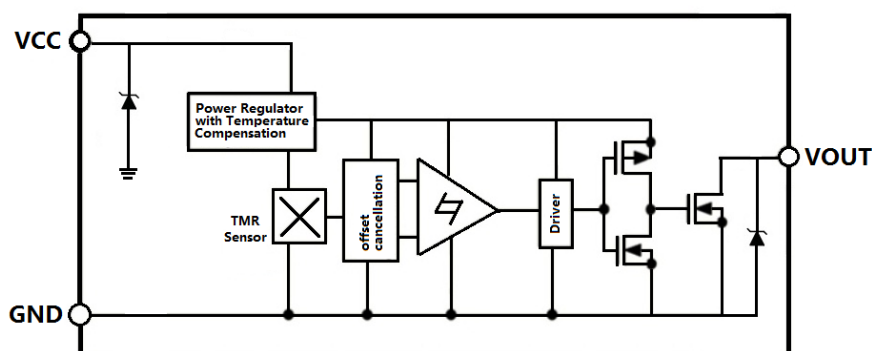 VCC
Power Regulator
with Temperature
Compensation
VOUT
TMR
Sensor
offset
cancellation
Driver
GND